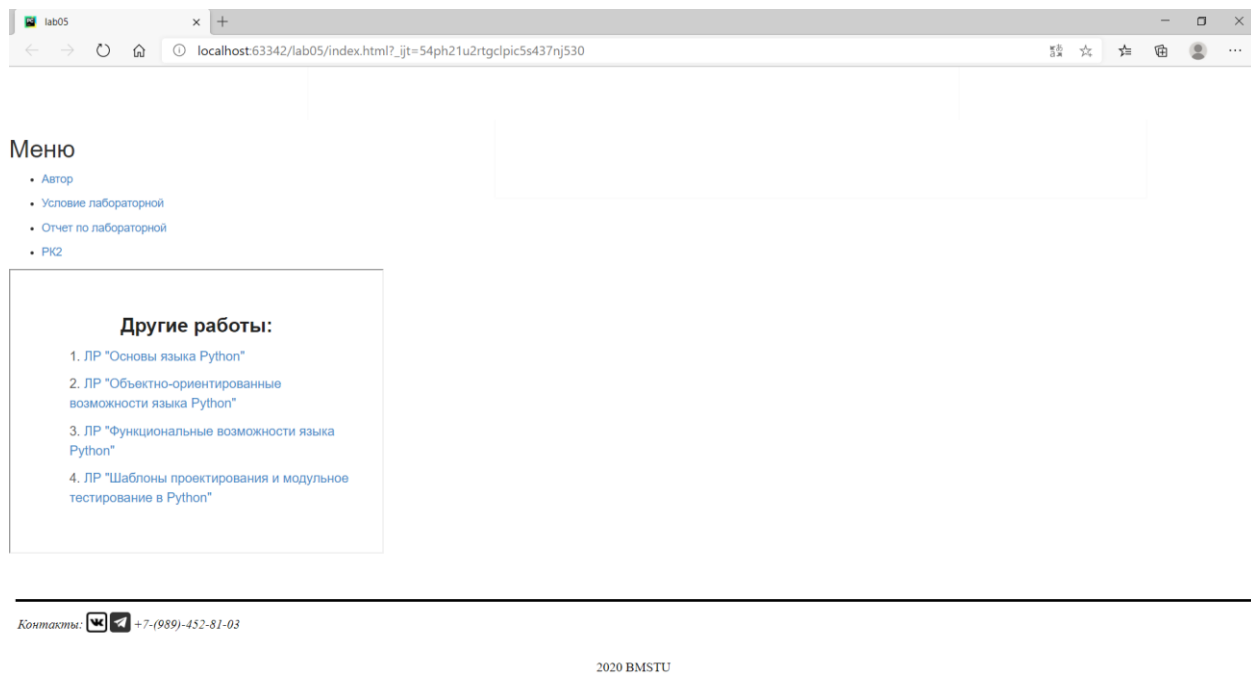 lab05
localhost:63342/lab05/index.html?_ijt=54ph21u2rtgclpic5s437nj530
Меню
• Автор
• Условие лабораторной
• Отчет по лабораторной
• РК2
Другие работы:
1. ЛР "Основы языка Python"
2. ЛР "Объектно-ориентированные
возможности языка Python"
3. ЛР "Функциональные возможности языка
Python"
4. ЛР "Шаблоны проектирования и модульное
тестирование в Python"
Контакты: +7-(989)-452-81-03
2020 BMSTU